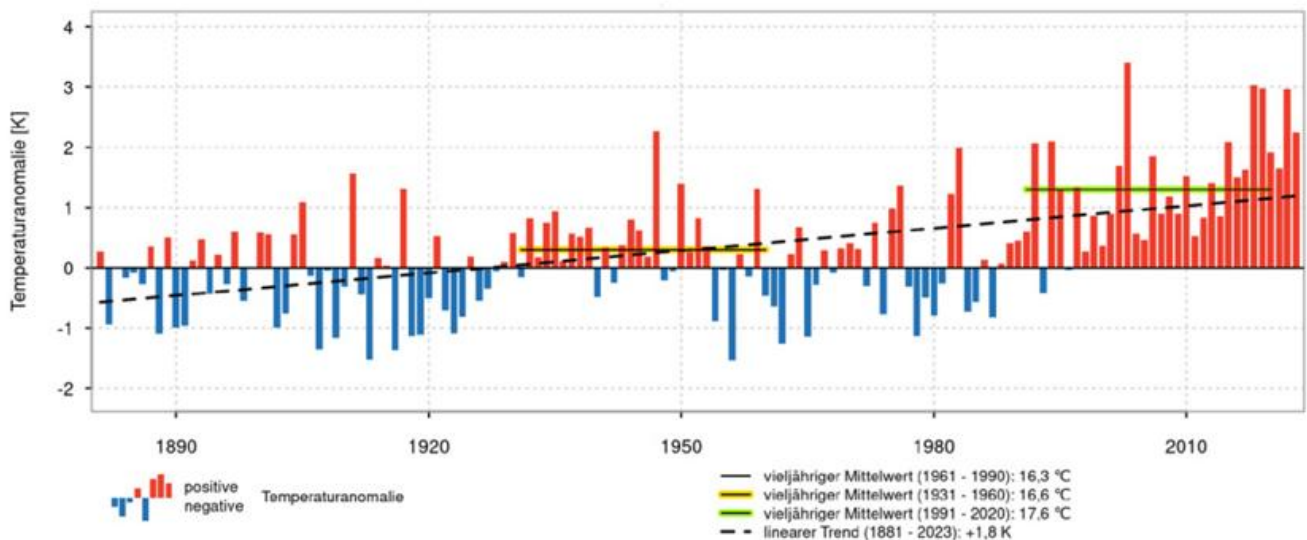 Temperaturanomalie [K]
4
3
2
1
0
-1
-2
1890
1920
1950
1980
2010
positive
negative
Temperaturanomalie
vieljähriger Mittelwert (1961 - 1990): 16,3 °C
vieljähriger Mittelwert (1931 - 1960): 16,6 °C
vieljähriger Mittelwert (1991 - 2020): 17,6 °C
linearer Trend (1881 - 2023): +1,8 K